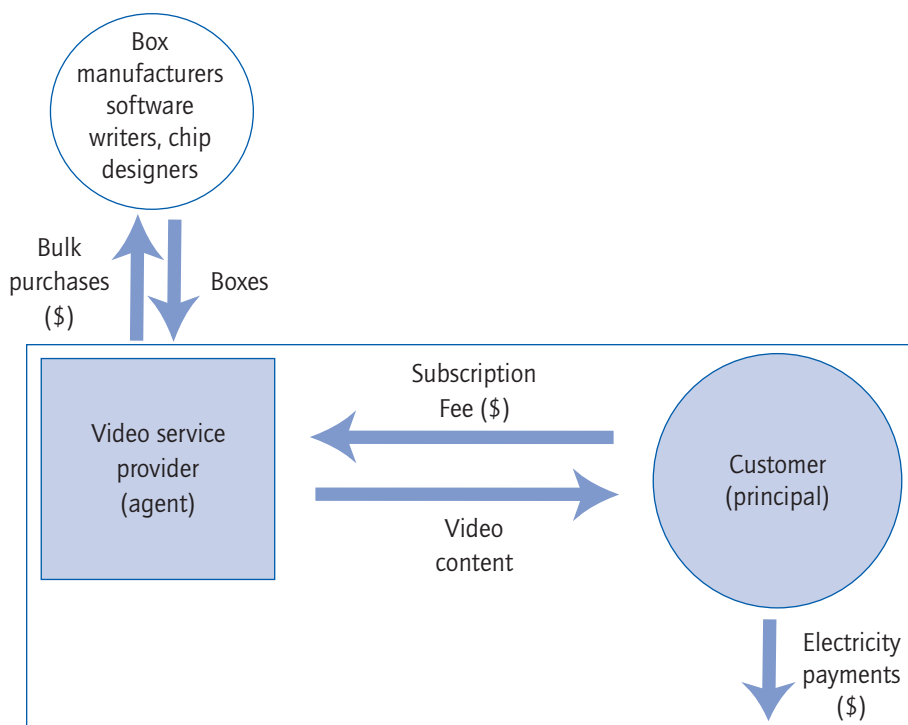 Box
manufacturers
software
writers, chip
designers
Bulk
purchases
($)
Boxes
Subscription
Fee ($)
Video service
provider
(agent)
Customer
(principal)
Video
content
Electricity
payments
($)